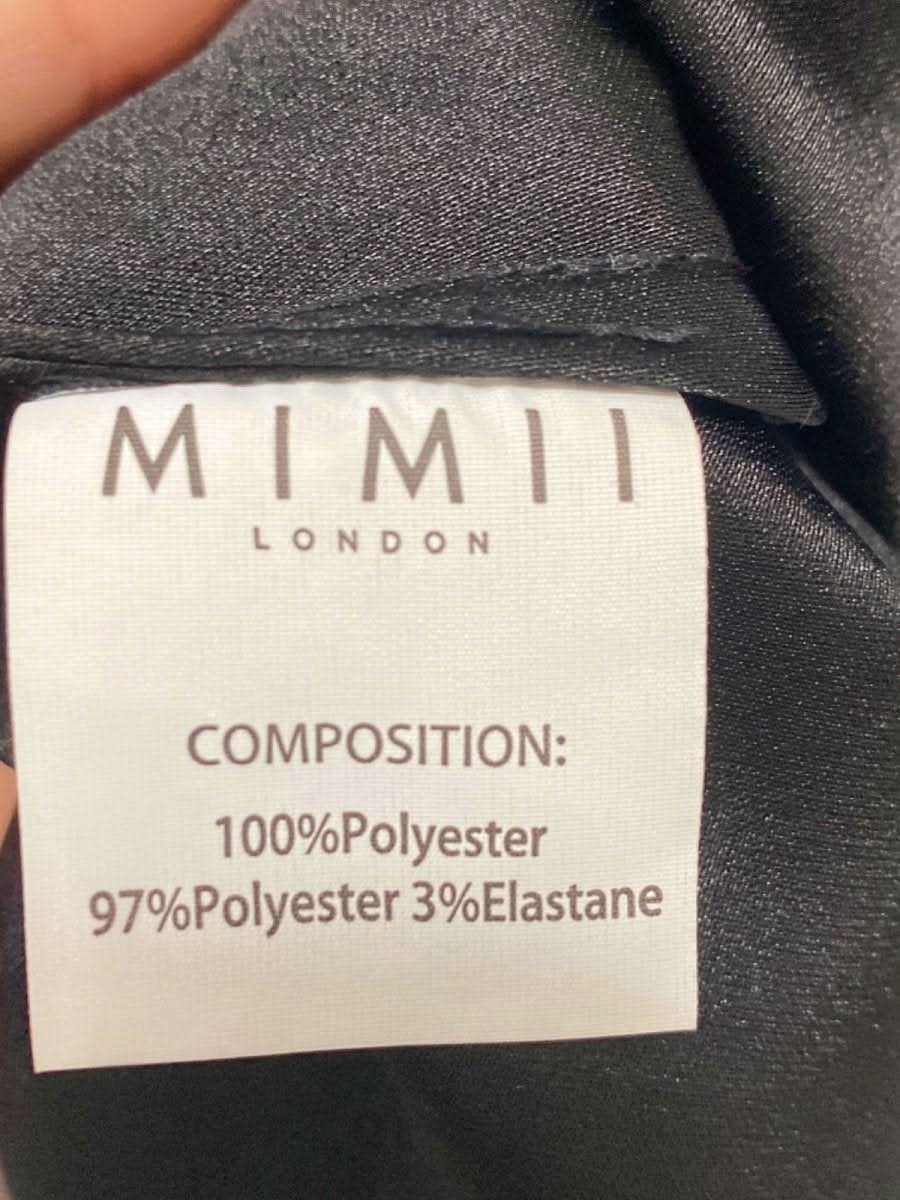 MIMII
LONDON
COMPOSITION:
100%Polyester
97%Polyester 3%Elastane